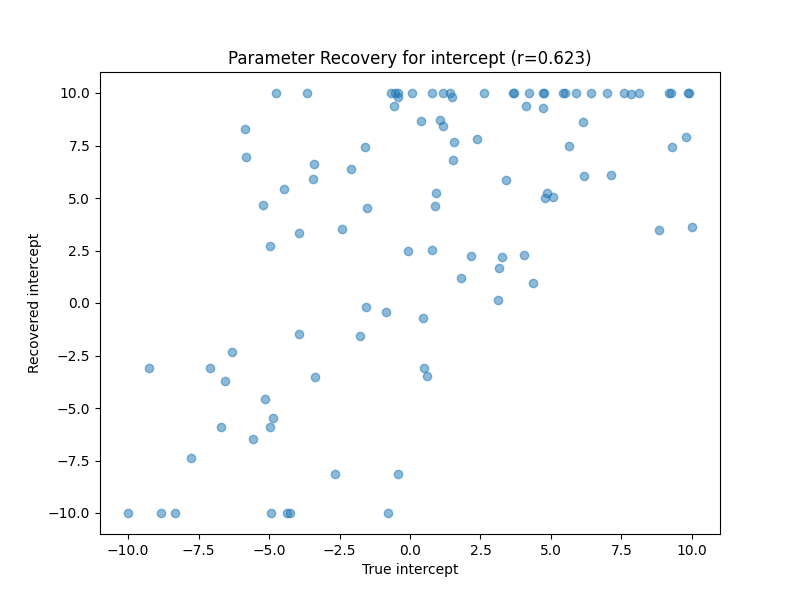 Parameter Recovery for intercept (r=0.623)
10.0
7.5
5.0
2.5
0.0
−2.5
−5.0
−7.5
−10.0
Recovered intercept
−10.0 −7.5 −5.0 −2.5 0.0 2.5 5.0 7.5 10.0
True intercept